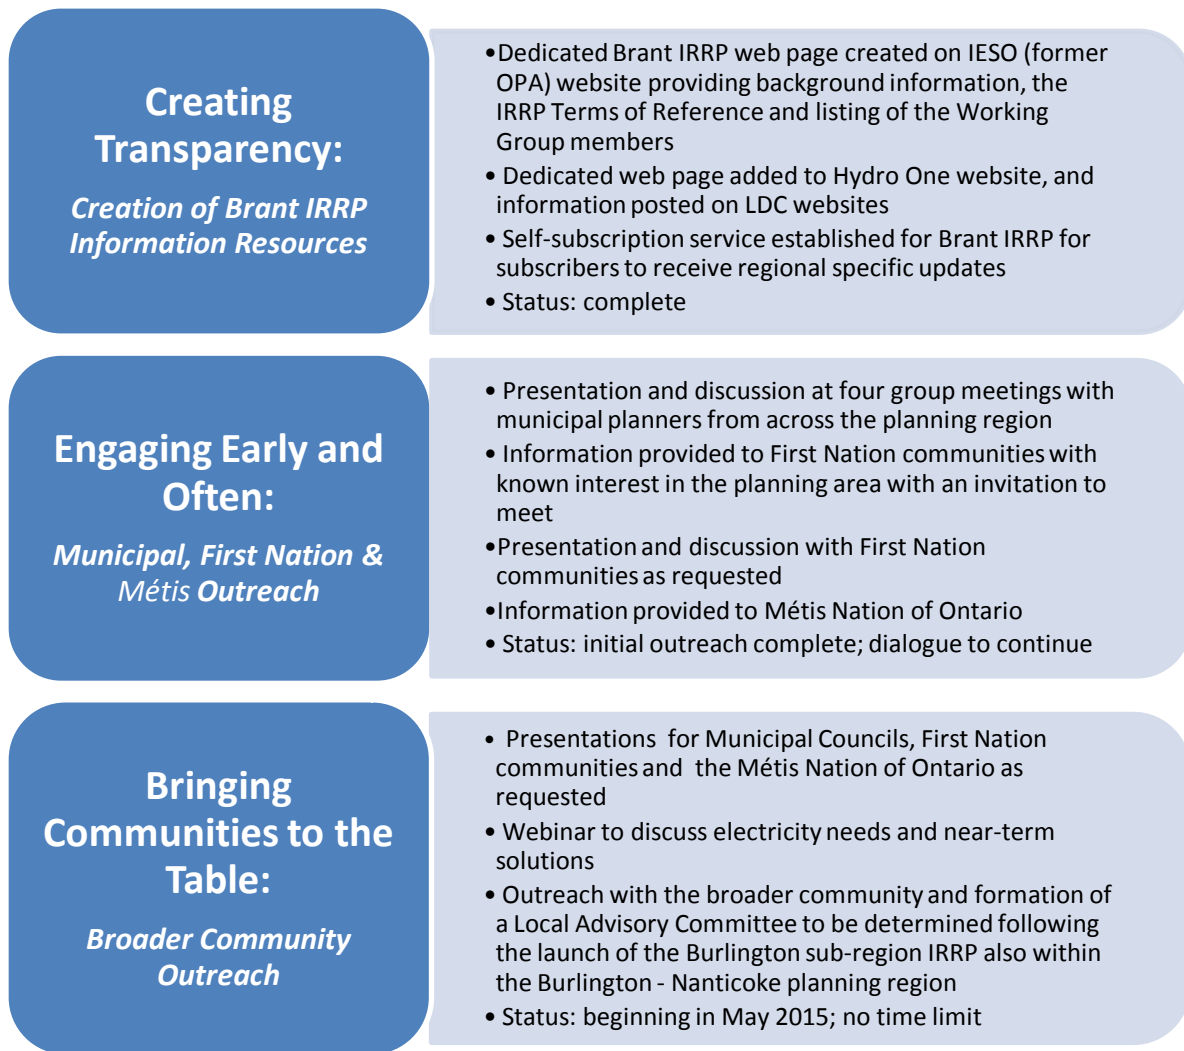 Creating
Transparency:
Creation of Brant IRRP
Information Resources
•Dedicated Brant IRRP web page created on IESO (former
OPA) website providing background information, the
IRRP Terms of Reference and listing of the Working
Group members
• Dedicated web page added to Hydro One website, and
information posted on LDC websites
• Self-subscription service established for Brant IRRP for
subscribers to receive regional specific updates
• Status: complete
Engaging Early and
Often:
Municipal, First Nation &
Métis Outreach
• Presentation and discussion at four group meetings with
municipal planners from across the planning region
• Information provided to First Nation communities with
known interest in the planning area with an invitation to
meet
•Presentation and discussion with First Nation
communities as requested
•Information provided to Métis Nation of Ontario
• Status: initial outreach complete; dialogue to continue
Bringing
Communities to the
Table:
Broader Community
Outreach
• Presentations for Municipal Councils, First Nation
communities and the Métis Nation of Ontario as
requested
• Webinar to discuss electricity needs and near-term
solutions
• Outreach with the broader community and formation of
a Local Advisory Committee to be determined following
the launch of the Burlington sub-region IRRP also within
the Burlington - Nanticoke planning region
• Status: beginning in May 2015; no time limit